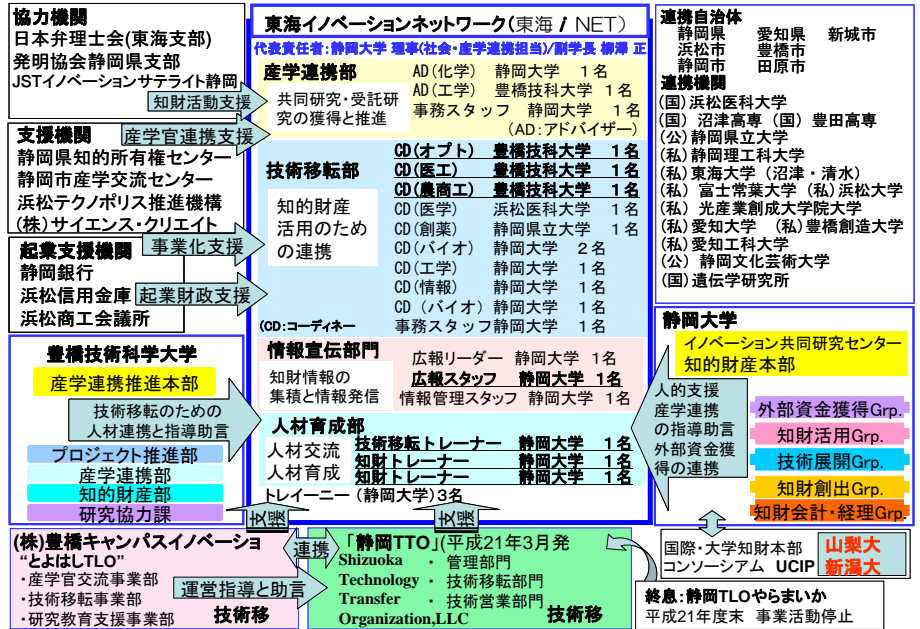 協力機関
日本弁理士会(東海支部)
発明協会静岡県支部
JSTイノベーションサテライト静岡
知財活動支援
支援機関
産学官連携支援
静岡県知的所有権センター
静岡市産学交流センター
浜松テクノポリス推進機構
(株)サイエンス・クリエイト
起業支援機関
事業化支援
静岡銀行
浜松信用金庫
起業財政支援
浜松商工会議所
東海イノベーションネットワーク(東海 i NET)
代表責任者:静岡大学 理事(社会・産学連携担当)/副学長 柳澤 正
産学連携部
共同研究・受託研
究の獲得と推進
AD(化学) 静岡大学 1名
AD(工学) 豊橋技科大学 1名
事務スタッフ 静岡大学 1名
(AD:アドバイザー)
技術移転部
知的財産
活用のため
の連携
CD(オプト) 豊橋技科大学 1名
CD(医工) 豊橋技科大学 1名
CD(農商工) 豊橋技科大学 1名
CD(医学) 浜松医科大学 1名
CD(創薬) 静岡県立大学 1名
CD(バイオ) 静岡大学 2名
CD(工学) 静岡大学 1名
CD(情報) 静岡大学 1名
CD (バイオ) 静岡大学 1名
(CD:コーディネー 事務スタッフ静岡大学 1名
情報宣伝部門
知財情報の
集積と情報発信
広報リーダー 静岡大学 1名
広報スタッフ 静岡大学 1名
情報管理スタッフ 静岡大学 1名
人材育成部
人材交流
人材育成
技術移転トレーナー 静岡大学 1名
知財トレーナー 静岡大学 1名
知財トレーナー 静岡大学 1名
トレイーニー (静岡大学)3名
連携自治体
静岡県 愛知県 新城市
浜松市 豊橋市
静岡市 田原市
連携機関
(国)浜松医科大学
(国) 沼津高専 (国) 豊田高専
(公)静岡県立大学
(私)静岡理工科大学
(私)東海大学 (沼津・清水)
(私) 富士常葉大学 (私)浜松大学
(私) 光産業創成大学院大学
(私)愛知大学 (私)豊橋創造大学
(私)愛知工科大学
(公) 静岡文化芸術大学
(国)遺伝学研究所
豊橋技術科学大学
産学連携推進本部
技術移転のための
人材連携と指導助言
プロジェクト推進部
産学連携部
知的財産部
研究協力課
静岡大学
イノベーション共同研究センター
知的財産本部
人的支援
産学連携
の指導助言
外部資金獲
得の連携
外部資金獲得Grp.
知財活用Grp.
技術展開Grp.
知財創出Grp.
知財会計・経理Grp.
支援
支援
(株)豊橋キャンパスイノベーショ
“とよはしTLO”
・産学官交流事業部
・技術移転事業部
・研究教育支援事業部
技術移
連携
運営指導と助言
「静岡TTO」(平成21年3月発
Shizuoka ・ 管理部門
Technology ・ 技術移転部門
Transfer ・ 技術営業部門
Organization,LLC 技術移
国際・大学知財本部
コンソーシアム UCIP
山梨大
新潟大
終息:静岡TLOやらまいか
平成21年度末 事業活動停止